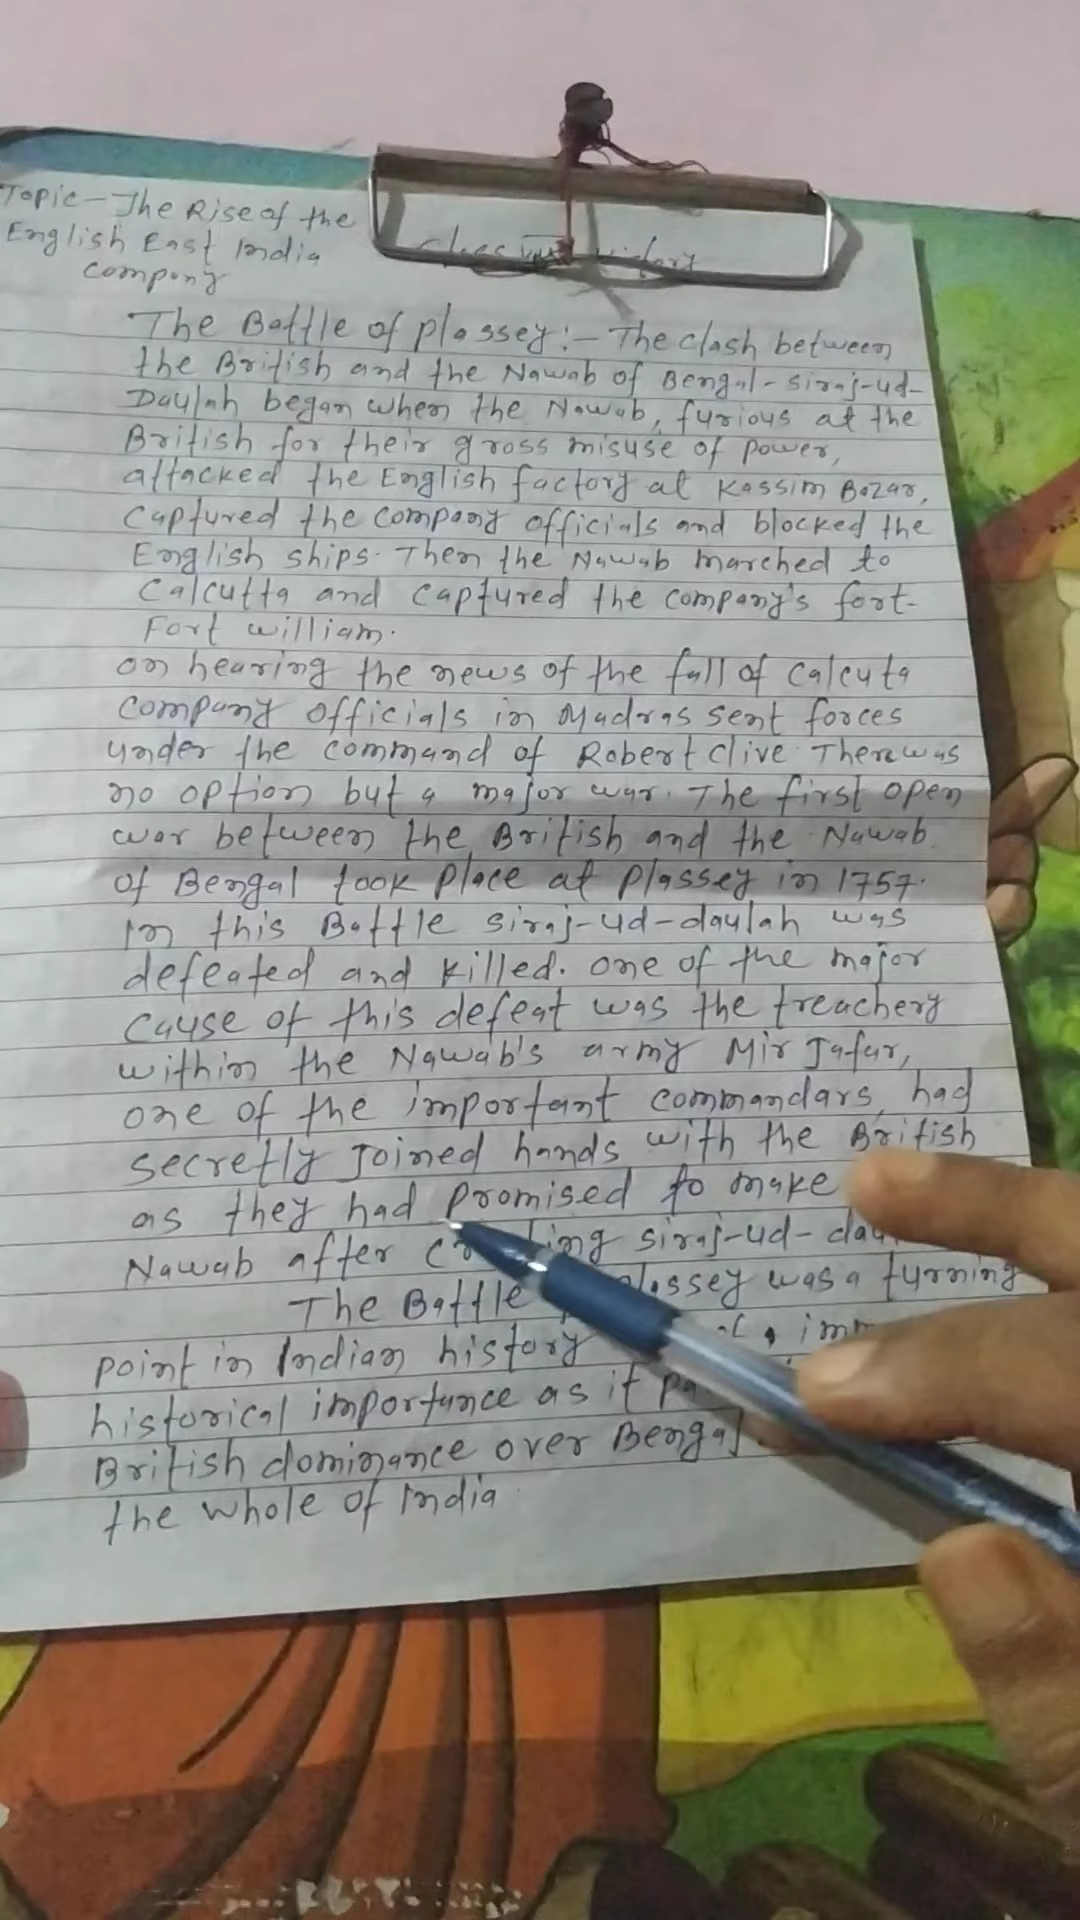 Topic - The Rise of the
English East India
Company
Class
The Battle of Plassey:- The clash between
the British and the Nawab of Bengal-Siraj-ud-
Daulah began when the Nawab, furious at the
British for their gross misuse of power,
attacked the English factory at Kassim Bazar,
Captured the company officials and blocked the
English ships. Then the Nawab marched to
Calcutta and captured the company's fort-
Fort William.
on hearing the news of the fall of Calcuta
company officials in Madras sent forces
under the command of Robert Clive. There was
no option but a major war. The first open
war between the British and the Nawab
of Bengal took place at Plassey in 1757.
In this Battle Siraj-ud-daulah was
defeated and killed. One of the major
cause of this defeat was the treachery
within the Nawab's army Mir Jafar,
one of the important commandars, had
secretly joined hands with the British
as they had promised to make
Nawab after siraj-ud-
The Battle Plassey was a turning
point in Indian history
historical importance as it
British dominance over Bengal
the whole of India